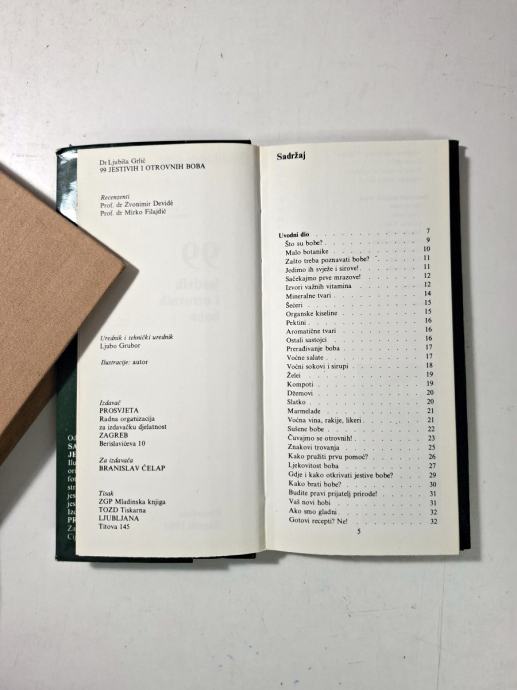 Dr Ljubiša Grlić
99 JESTIVIH I OTROVNIH BOBA
Recenzenti
Prof. dr Zvonimir Devidé
Prof. dr Mirko Filajdić
Urednik i tehnički urednik
Ljubo Grubor
Ilustracije: autor
Izdavač
PROSVJETA
Radna organizacija
za izdavačku djelatnost
ZAGREB
Berislavićeva 10
Za izdavača
BRANISLAV ČELAP
Tisak
ZGP Mladinska knjiga
TOZD Tiskarna
LJUBLJANA
Titova 145
Sadržaj
Uvodni dio . . . 7
Što su bobe? . . . 9
Malo botanike . . . 10
Zašto treba poznavati bobe? . . . 11
Jedimo ih svježe i sirove! . . . 11
Sačekajmo prve mrazove! . . . 12
Izvori važnih vitamina . . . 12
Mineralne tvari . . . 14
Šećeri . . . 15
Organske kiseline . . . 15
Pektini . . . 16
Aromatične tvari . . . 16
Ostali sastojci . . . 16
Prerađivanje boba . . . 17
Voćne salate . . . 17
Voćni sokovi i sirupi . . . 18
Želei . . . 19
Kompoti . . . 19
Džemovi . . . 20
Slatko . . . 20
Marmelade . . . 21
Voćna vina, rakije, likeri . . . 21
Sušene bobe . . . 22
Čuvajmo se otrovnih! . . . 23
Znakovi trovanja . . . 25
Kako pružiti prvu pomoć? . . . 26
Ljekovitost boba . . . 27
Gdje i kako otkrivati jestive bobe? . . . 29
Kako brati bobe? . . . 30
Budite pravi prijatelj prirode! . . . 31
Vaš novi hobi . . . 31
Ako smo gladni . . . 32
Gotovi recepti? Ne! . . . 32
5